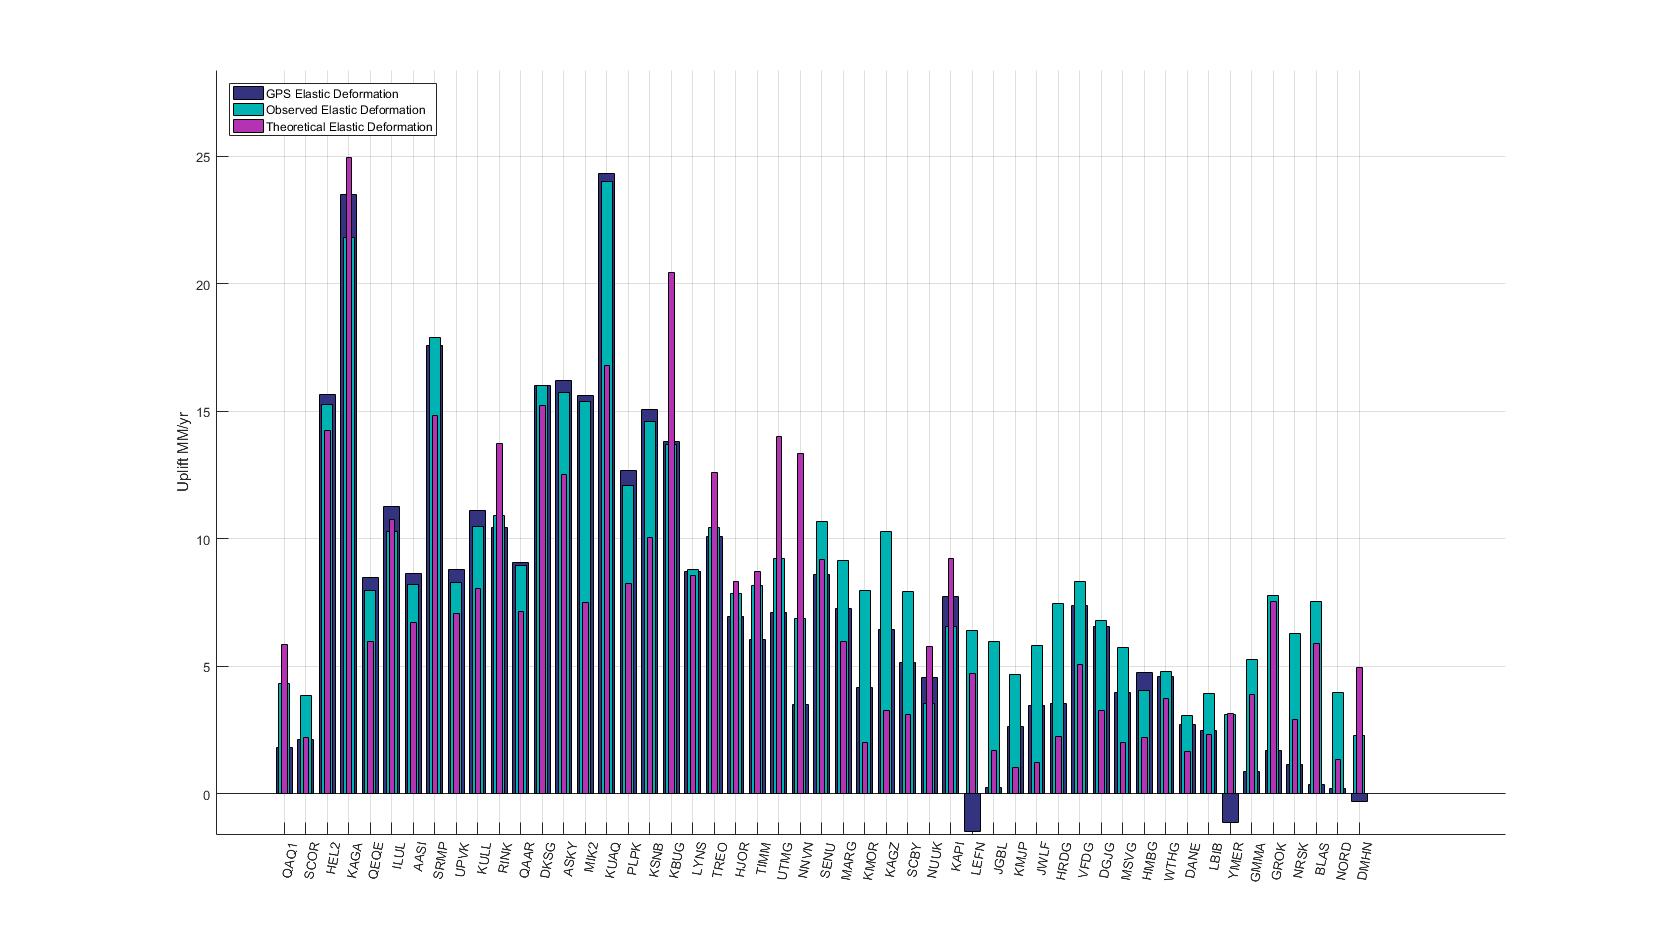 GPS Elastic Deformation
Observed Elastic Deformation
Theoretical Elastic Deformation
Uplift MM/yr
25
20
15
10
5
0
QAQ1 SCOR HEL2 KAGA QEQE ILUL AASI SRMP UPVK KULL RINK QAAR DKSG ASKY MIK2 KUAQ PLPK KSNB KBUG LYNS TREO HJOR TIMM UTMG NNVN SENU MARG KMOR KAGZ SCBY NUUK KAPI LEFN JGBL KMJP JWLF HRDG VFDG DGJG MSVG HMBG WTHG DANE LBIB YMER GMMA GROK NRSK BLAS NORD DMHN